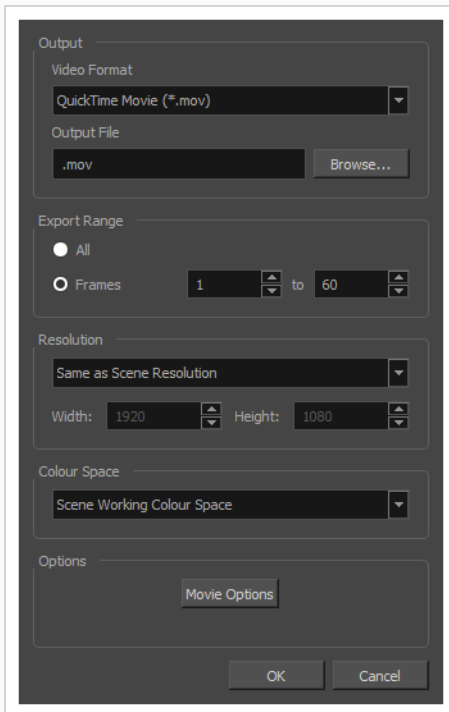 Output
Video Format
QuickTime Movie (*.mov)
Output File
.mov Browse...
Export Range
All
Frames 1 to 60
Resolution
Same as Scene Resolution
Width: 1920 Height: 1080
Colour Space
Scene Working Colour Space
Options
Movie Options
OK Cancel